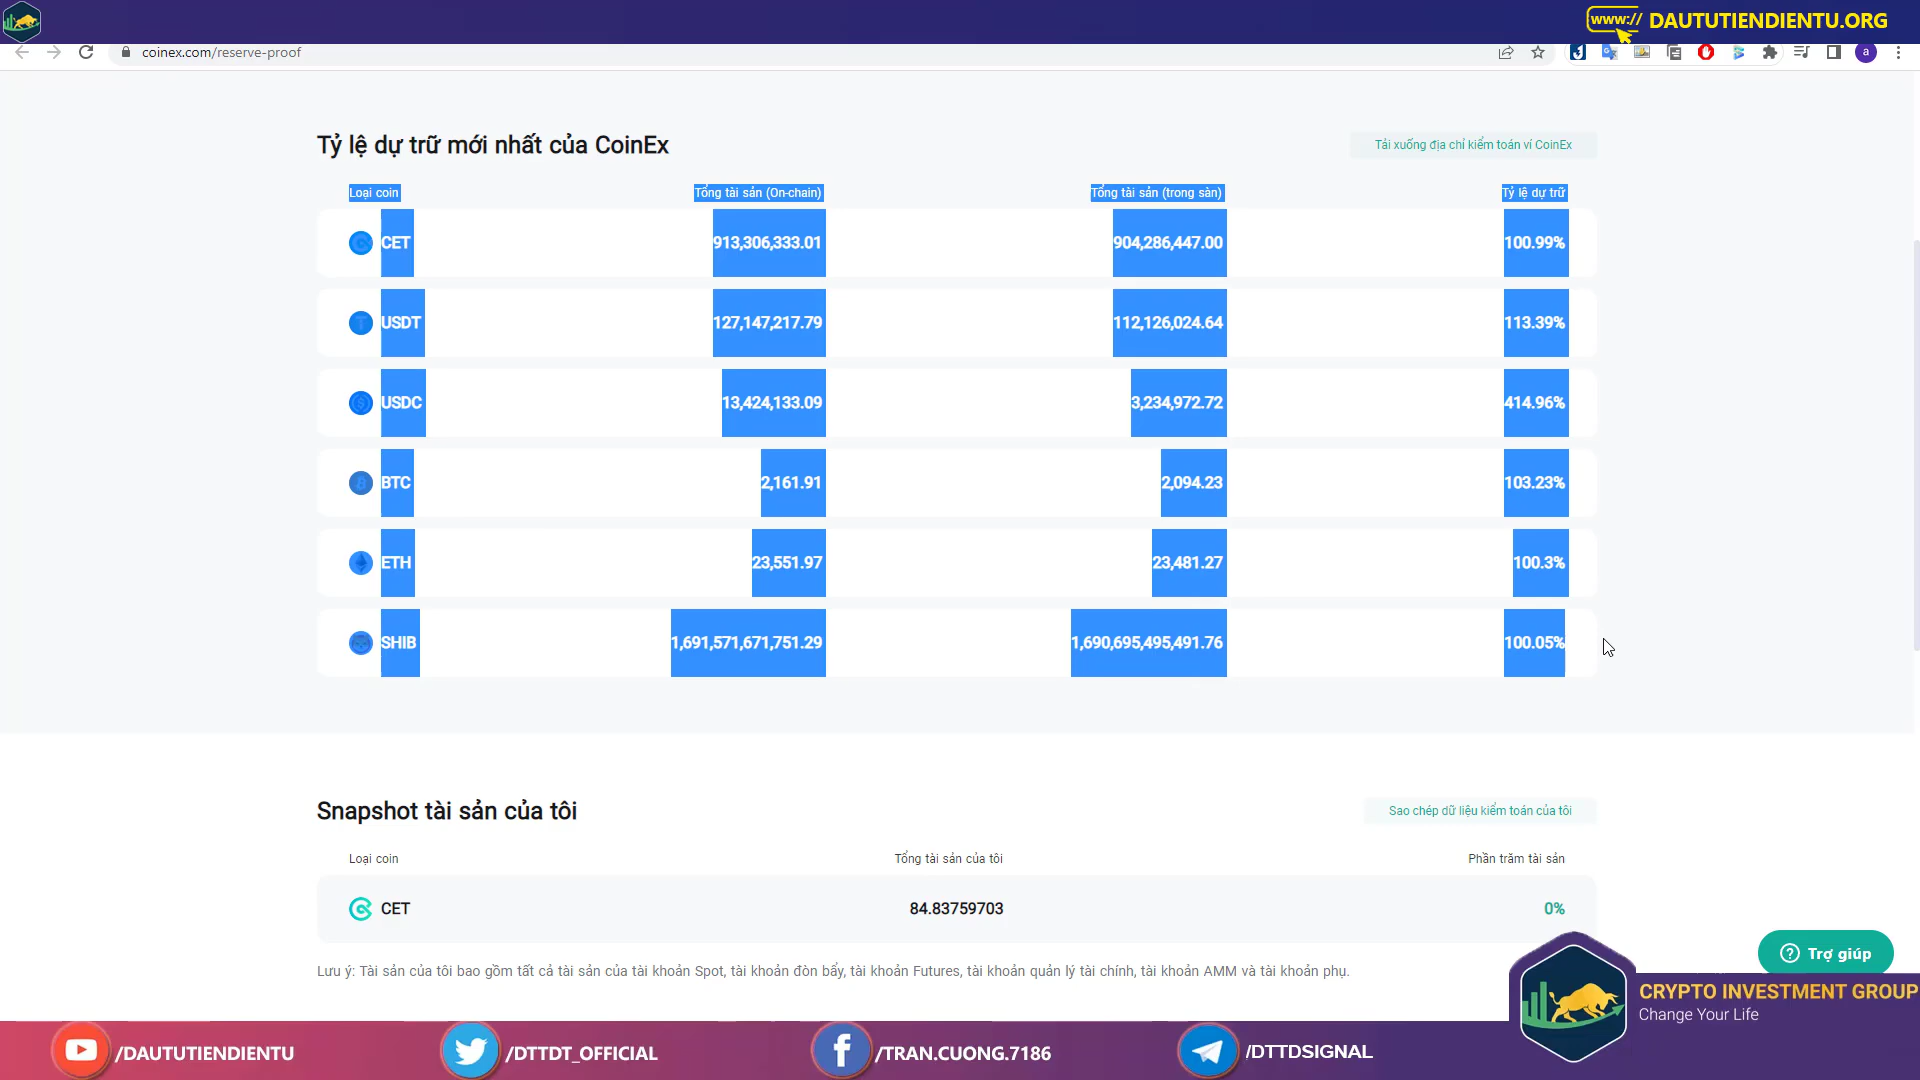 www:// DAUTUTIENDIENTU.ORG
coinex.com/reserve-proof
a
Tỷ lệ dự trữ mới nhất của CoinEx
Tải xuống địa chỉ kiểm toán ví CoinEx
Loại coin Tổng tài sản (On-chain) Tổng tài sản (trong sàn) Tỷ lệ dự trữ
CET 913,306,333.01 904,286,447.00 100.99%
USDT 127,147,217.79 112,126,024.64 113.39%
USDC 13,424,133.09 3,234,972.72 414.96%
BTC 2,161.91 2,094.23 103.23%
ETH 23,551.97 23,481.27 100.3%
SHIB 1,691,571,671,751.29 1,690,695,495,491.76 100.05%
Snapshot tài sản của tôi
Sao chép dữ liệu kiểm toán của tôi
Loại coin Tổng tài sản của tôi Phần trăm tài sản
CET 84.83759703 0%
Lưu ý: Tài sản của tôi bao gồm tất cả tài sản của tài khoản Spot, tài khoản đòn bẩy, tài khoản Futures, tài khoản quản lý tài chính, tài khoản AMM và tài khoản phụ.
Trợ giúp
CRYPTO INVESTMENT GROUP
Change Your Life
/DAUTUTIENDIENTU /DTTDT_OFFICIAL /TRAN.CUONG.7186 /DTTDSIGNAL